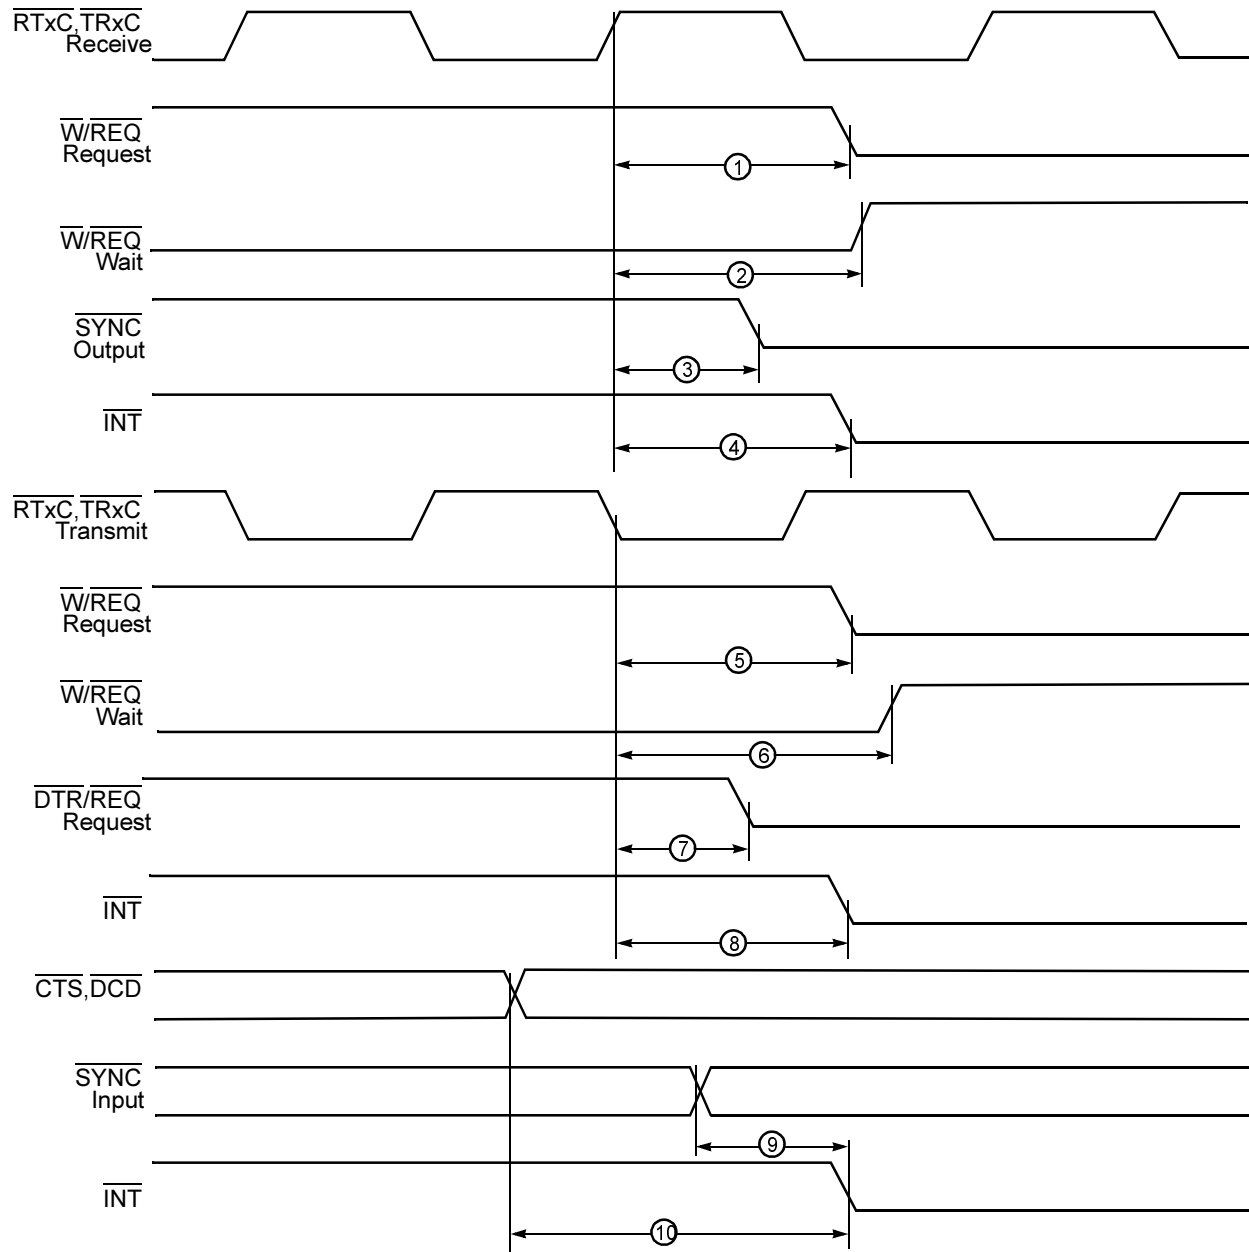 RTxC,TRxC
Receive
W/REQ
Request
1
W/REQ
Wait
2
SYNC
Output
3
INT
4
RTxC,TRxC
Transmit
W/REQ
Request
5
W/REQ
Wait
6
DTR/REQ
Request
7
INT
8
CTS,DCD
SYNC
Input
9
INT
10